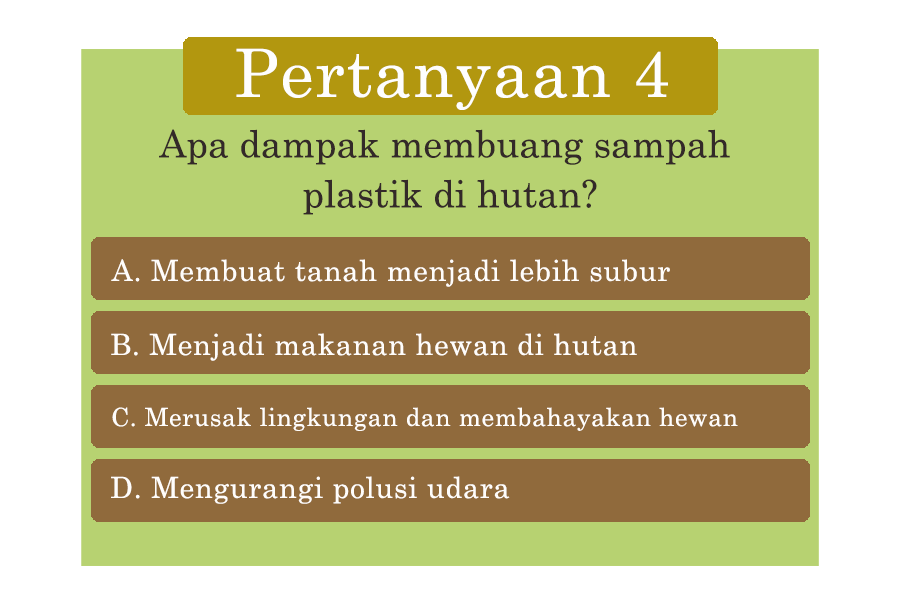 Pertanyaan 4
Apa dampak membuang sampah
plastik di hutan?
A. Membuat tanah menjadi lebih subur
B. Menjadi makanan hewan di hutan
C. Merusak lingkungan dan membahayakan hewan
D. Mengurangi polusi udara